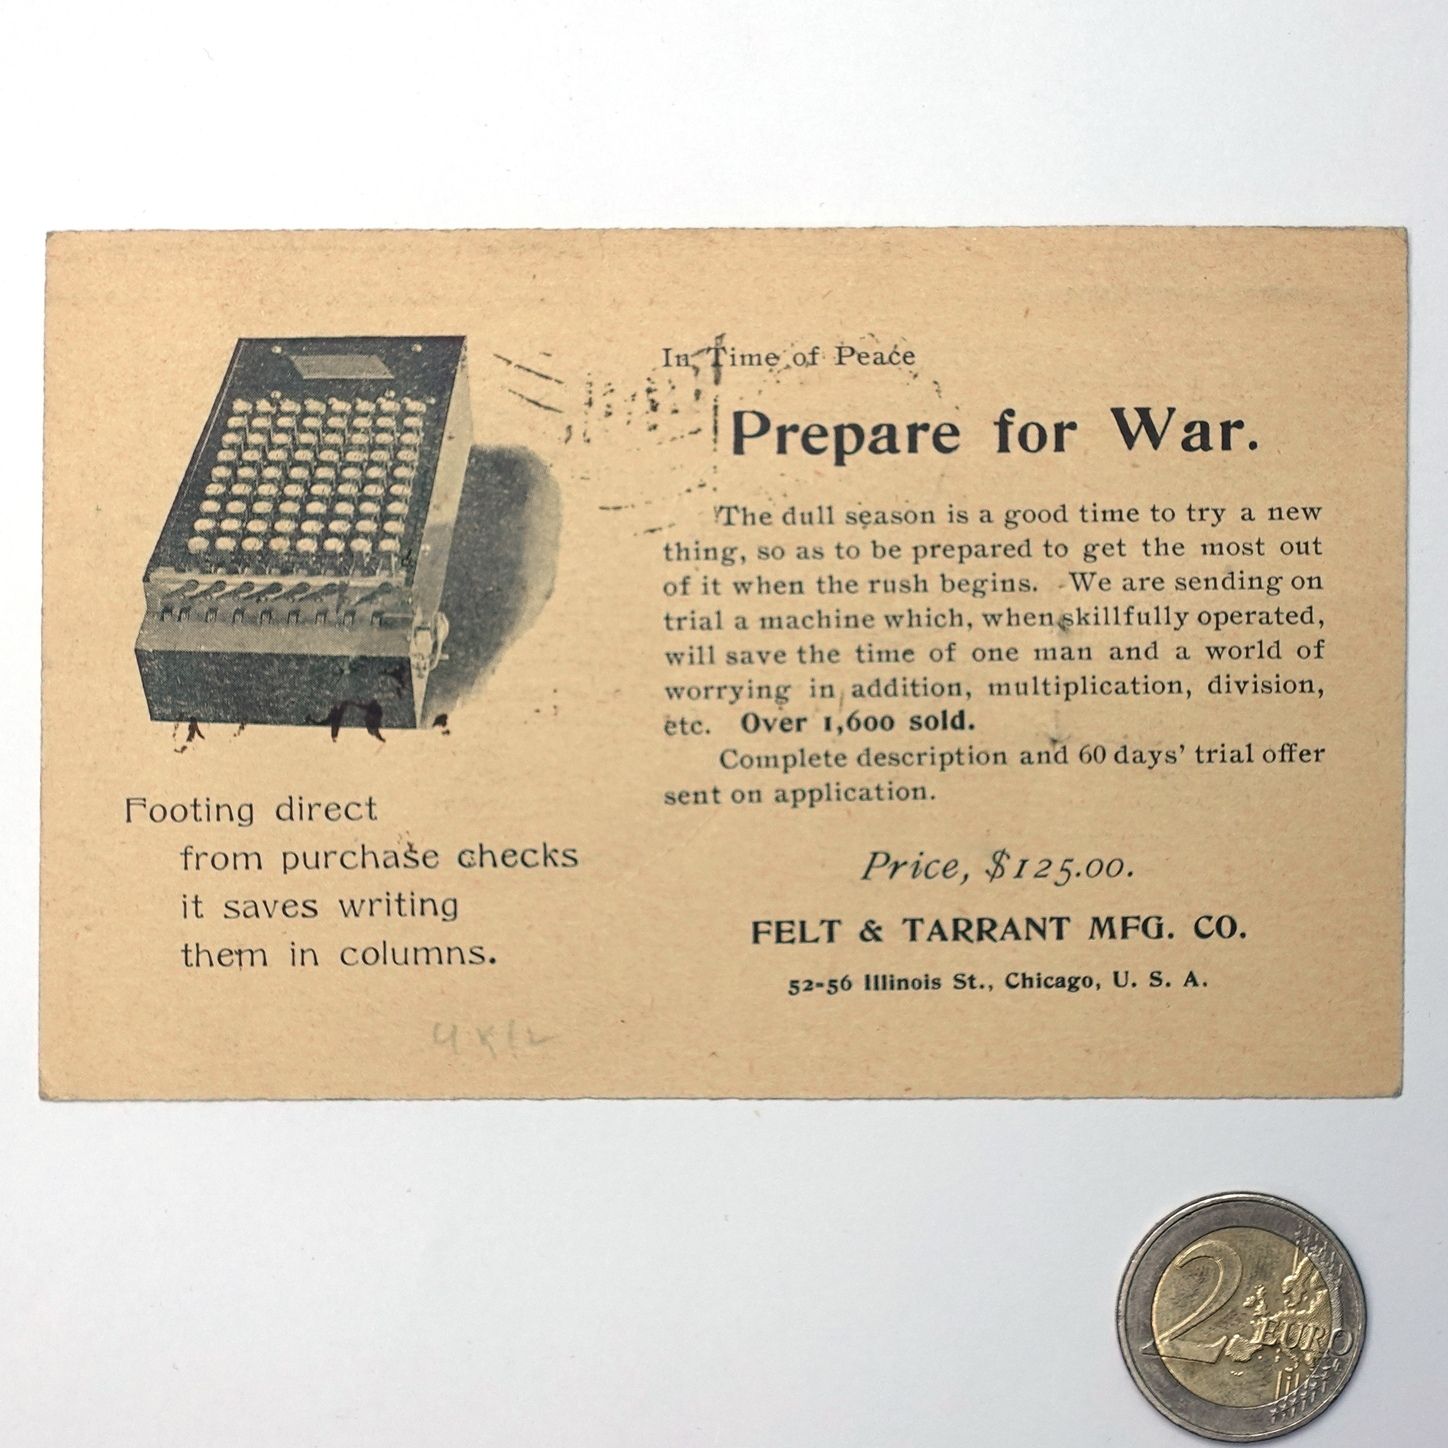 In Time of Peace
Prepare for War.
The dull season is a good time to try a new
thing, so as to be prepared to get the most out
of it when the rush begins. We are sending on
trial a machine which, when skillfully operated,
will save the time of one man and a world of
worrying in addition, multiplication, division,
etc. Over 1,600 sold.
Complete description and 60 days' trial offer
sent on application.
Price, $125.00.
FELT & TARRANT MFG. CO.
52-56 Illinois St., Chicago, U. S. A.
Footing direct
from purchase checks
it saves writing
them in columns.
2 EURO